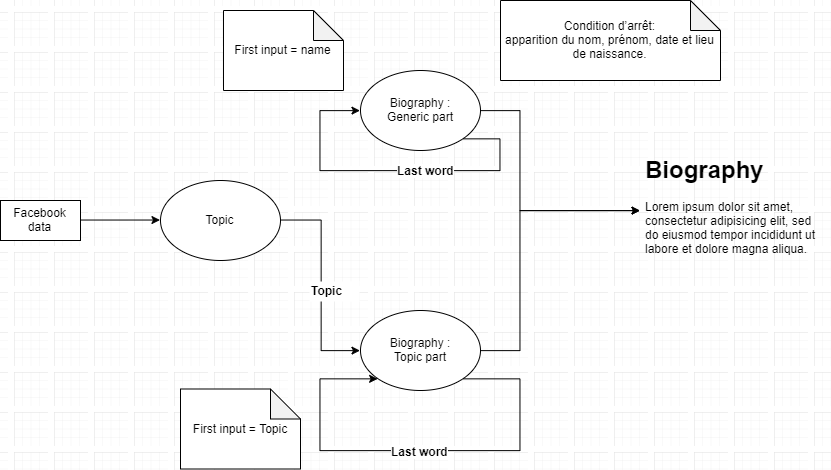 First input = name
Condition d'arrêt:
apparition du nom, prénom, date et lieu
de naissance.
Biography :
Generic part
Last word
Biography
Lorem ipsum dolor sit amet,
consectetur adipisicing elit, sed
do eiusmod tempor incididunt ut
labore et dolore magna aliqua.
Facebook
data
Topic
Topic
Biography :
Topic part
First input = Topic
Last word